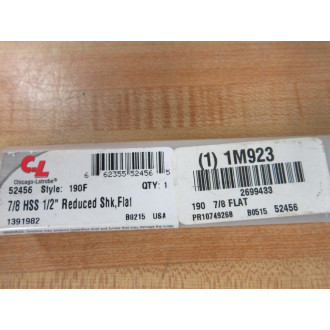 CL
Chicago-Latrobe®
52456 Style: 190F
6 62355 52456 5
QTY: 1
7/8 HSS 1/2" Reduced Shk,Flat
1391982
B0215 USA
(1) 1M923
2699433
190 7/8 FLAT
PR10749268 B0515 52456